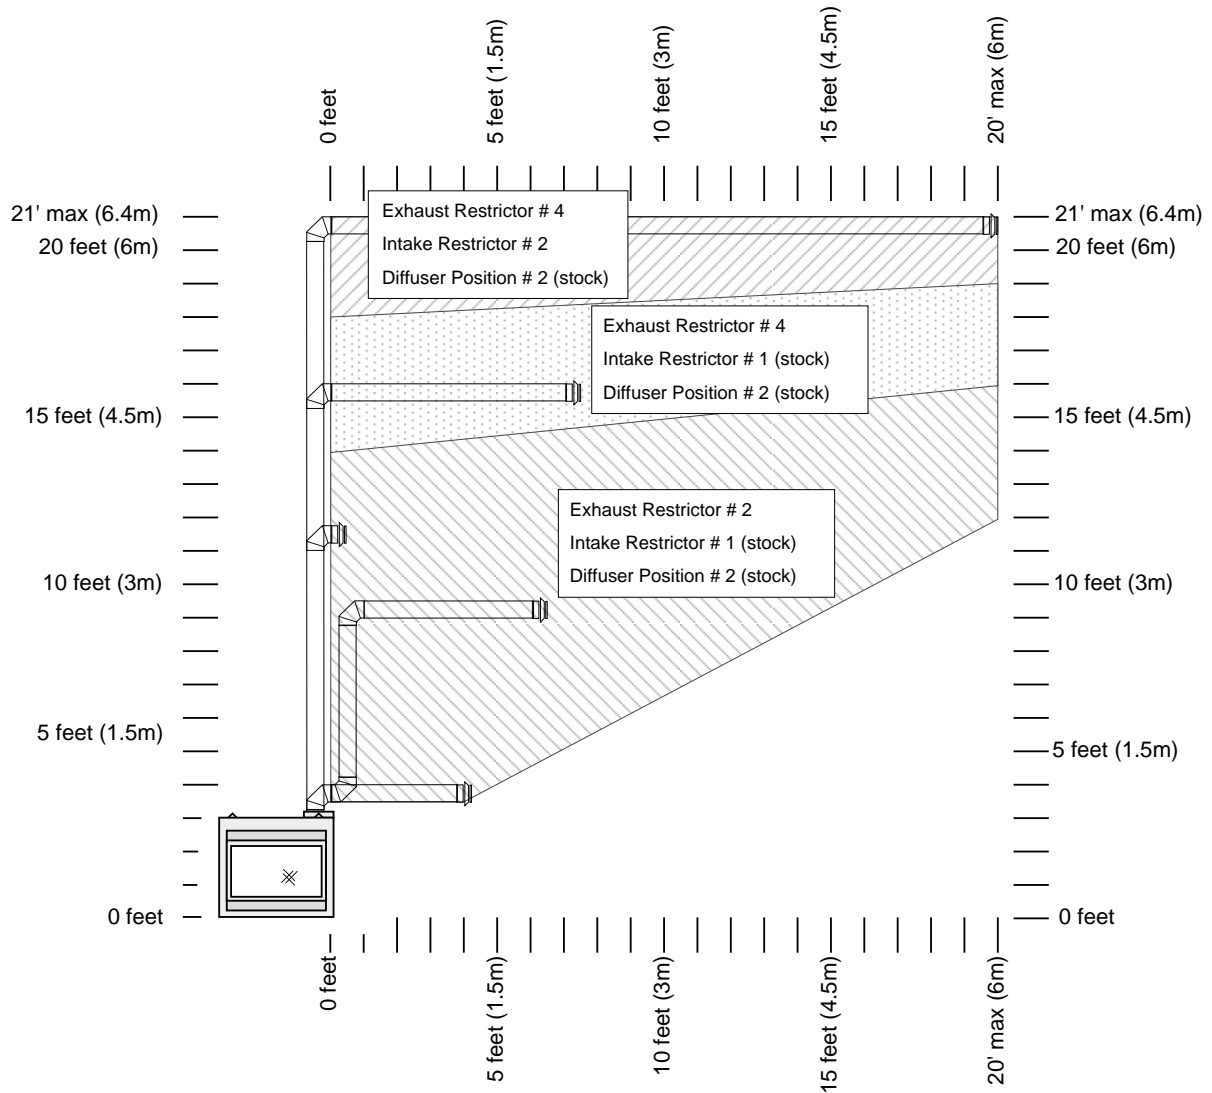 0 feet
5 feet (1.5m)
10 feet (3m)
15 feet (4.5m)
20' max (6m)
21' max (6.4m)
20 feet (6m)
15 feet (4.5m)
10 feet (3m)
5 feet (1.5m)
0 feet
Exhaust Restrictor # 4
Intake Restrictor # 2
Diffuser Position # 2 (stock)
Exhaust Restrictor # 4
Intake Restrictor # 1 (stock)
Diffuser Position # 2 (stock)
Exhaust Restrictor # 2
Intake Restrictor # 1 (stock)
Diffuser Position # 2 (stock)
21' max (6.4m)
20 feet (6m)
15 feet (4.5m)
10 feet (3m)
5 feet (1.5m)
0 feet
0 feet
5 feet (1.5m)
10 feet (3m)
15 feet (4.5m)
20' max (6m)